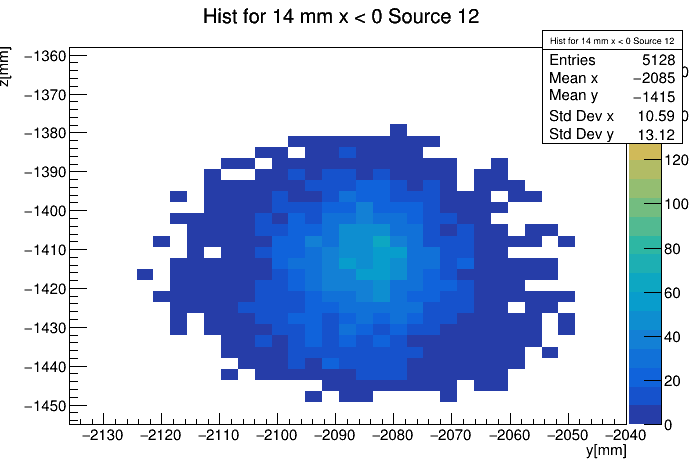 Hist for 14 mm x < 0 Source 12
z[mm]
−1360
−1370
−1380
−1390
−1400
−1410
−1420
−1430
−1440
−1450
Hist for 14 mm x < 0 Source 12
Entries 5128
Mean x −2085
Mean y −1415
Std Dev x 10.59
Std Dev y 13.12
120
100
80
60
40
20
0
−2130 −2120 −2110 −2100 −2090 −2080 −2070 −2060 −2050 −2040
y[mm]